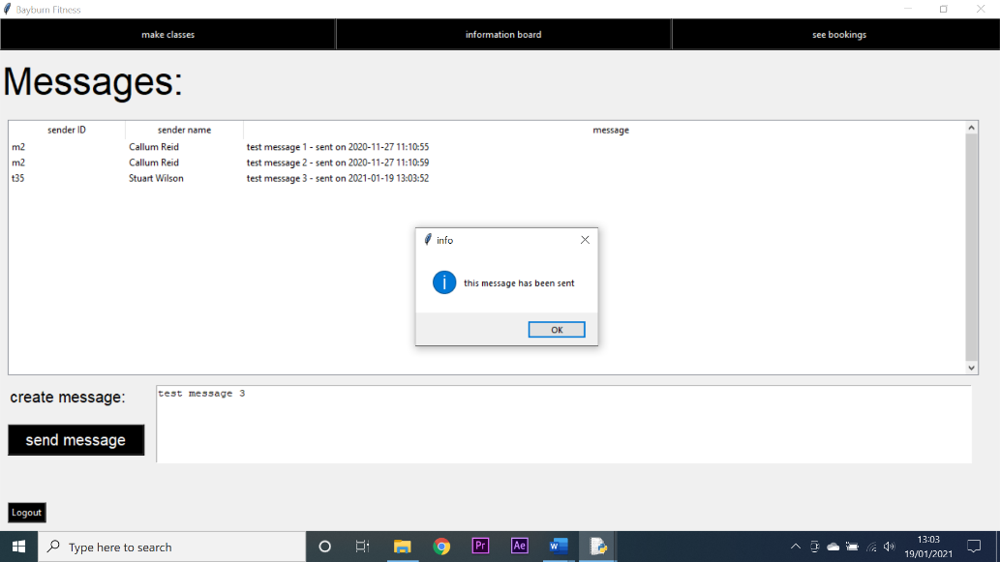 Bayburn Fitness
make classes information board see bookings
Messages:
sender ID sender name message
m2 Callum Reid test message 1 - sent on 2020-11-27 11:10:55
m2 Callum Reid test message 2 - sent on 2020-11-27 11:10:59
t35 Stuart Wilson test message 3 - sent on 2021-01-19 13:03:52
info
this message has been sent
OK
create message: test message 3
send message
Logout
Type here to search Pr Ae W 13:03
19/01/2021